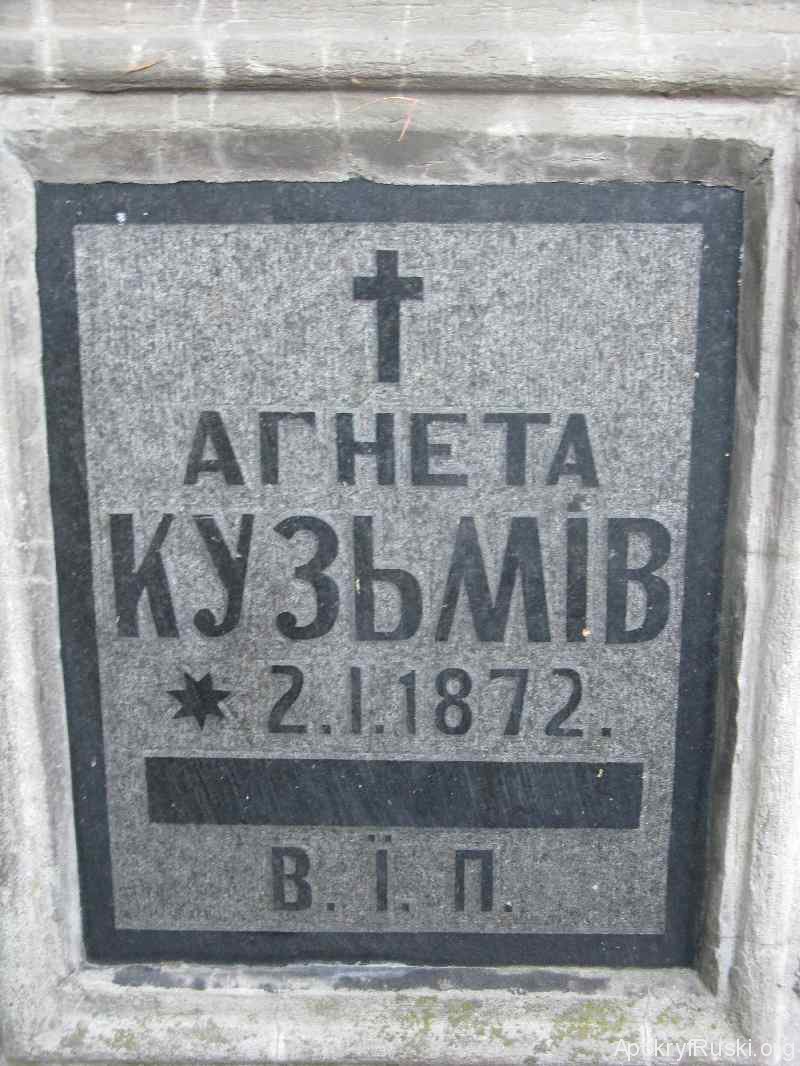 АГНЕТА
КУЗЬМІВ
* 2.I.1872.
В. Ї. П.
ApokryfRuski.org